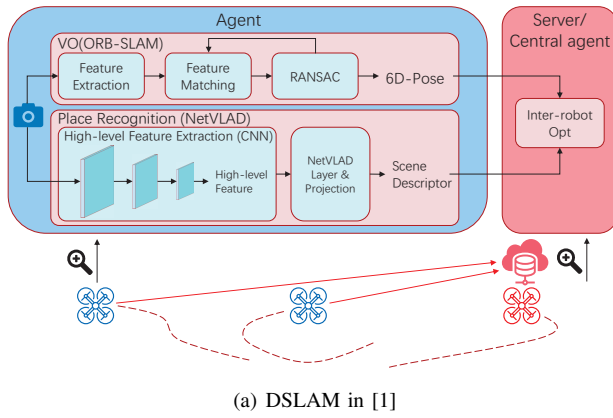 Agent
Server/
Central agent
VO(ORB-SLAM)
Feature
Extraction
Feature
Matching
RANSAC
6D-Pose
Inter-robot
Opt
Place Recognition (NetVLAD)
High-level Feature Extraction (CNN)
High-level
Feature
NetVLAD
Layer &
Projection
Scene
Descriptor
(a) DSLAM in [1]